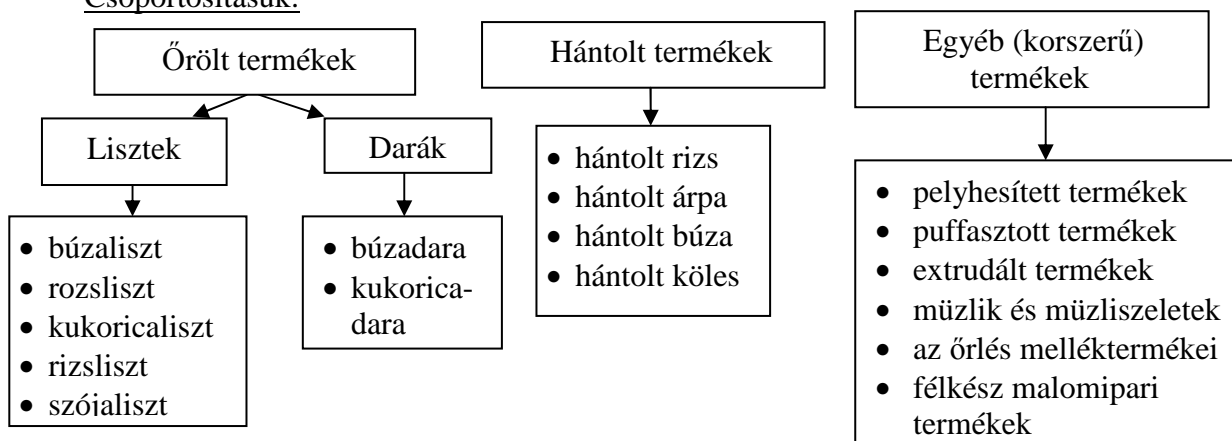 Csoportosításuk:
Őrölt termékek
Lisztek
• búzaliszt
• rozsliszt
• kukoricaliszt
• rizsliszt
• szójaliszt
Darák
• búzadara
• kukorica-
dara
Hántolt termékek
• hántolt rizs
• hántolt árpa
• hántolt búza
• hántolt köles
Egyéb (korszerű)
termékek
• pelyhesített termékek
• puffasztott termékek
• extrudált termékek
• müzlik és müzliszeletek
• az őrlés melléktermékei
• félkész malomipari
termékek